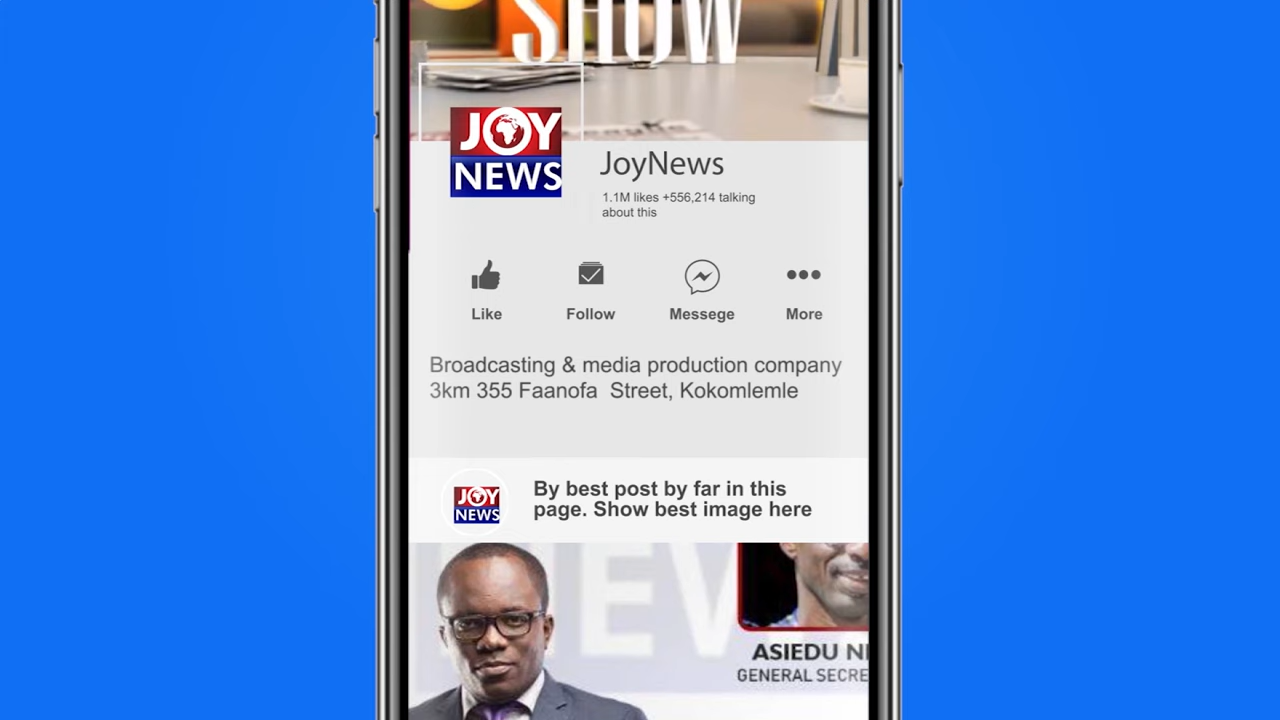 SHOW
JOY
NEWS
JoyNews
1.1M likes +556,214 talking
about this
Like
Follow
Messege
More
Broadcasting & media production company
3km 355 Faanofa Street, Kokomlemle
JOY
NEWS
By best post by far in this
page. Show best image here
NEW
ASIEDU N
GENERAL SECRE